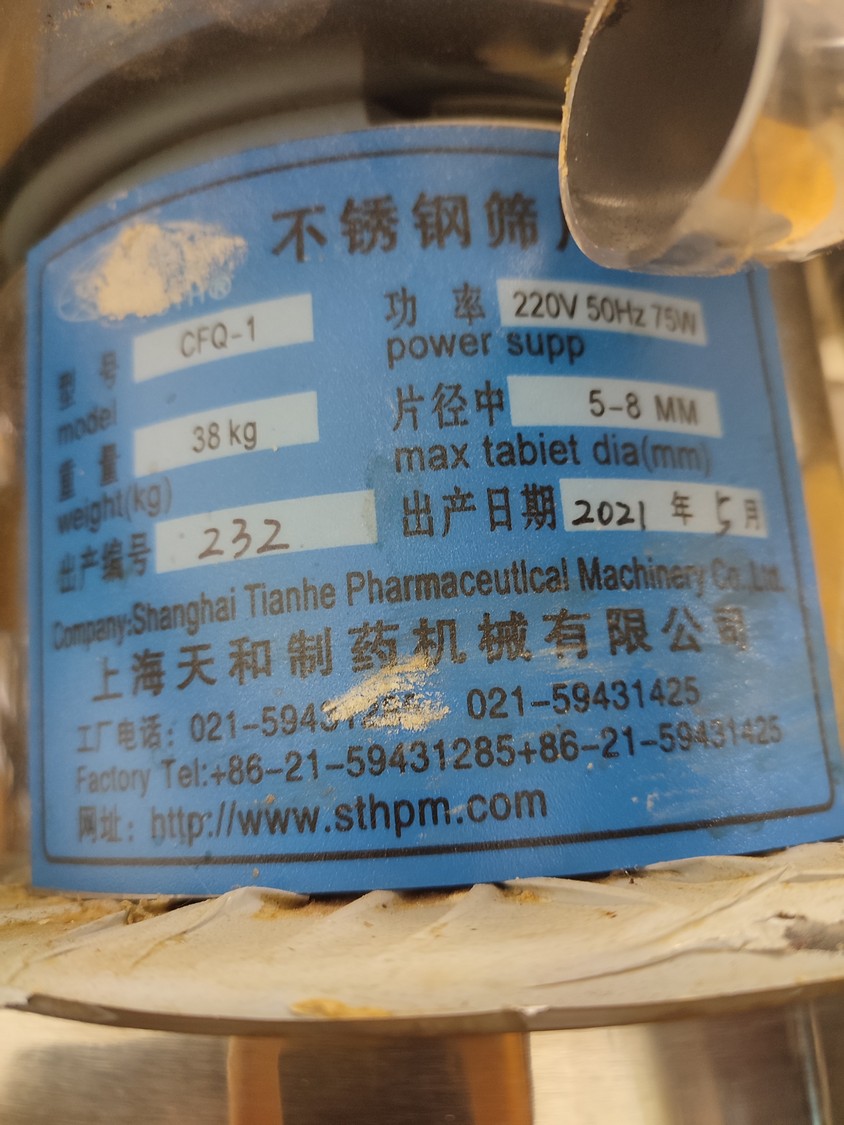 不锈钢筛
型号 CFQ-1
model
功率 220V 50Hz 75W
power supp
重量 38 kg
weight(kg)
片径中 5-8 MM
max tabiet dia(mm)
出产编号 232
出产日期 2021 年 5 月
Company:Shanghai Tianhe Pharmaceutical Machinery Co.,Ltd.
上海天和制药机械有限公司
工厂电话: 021-5943 021-59431425
Factory Tel:+86-21-59431285+86-21-59431425
网址: http://www.sthpm.com